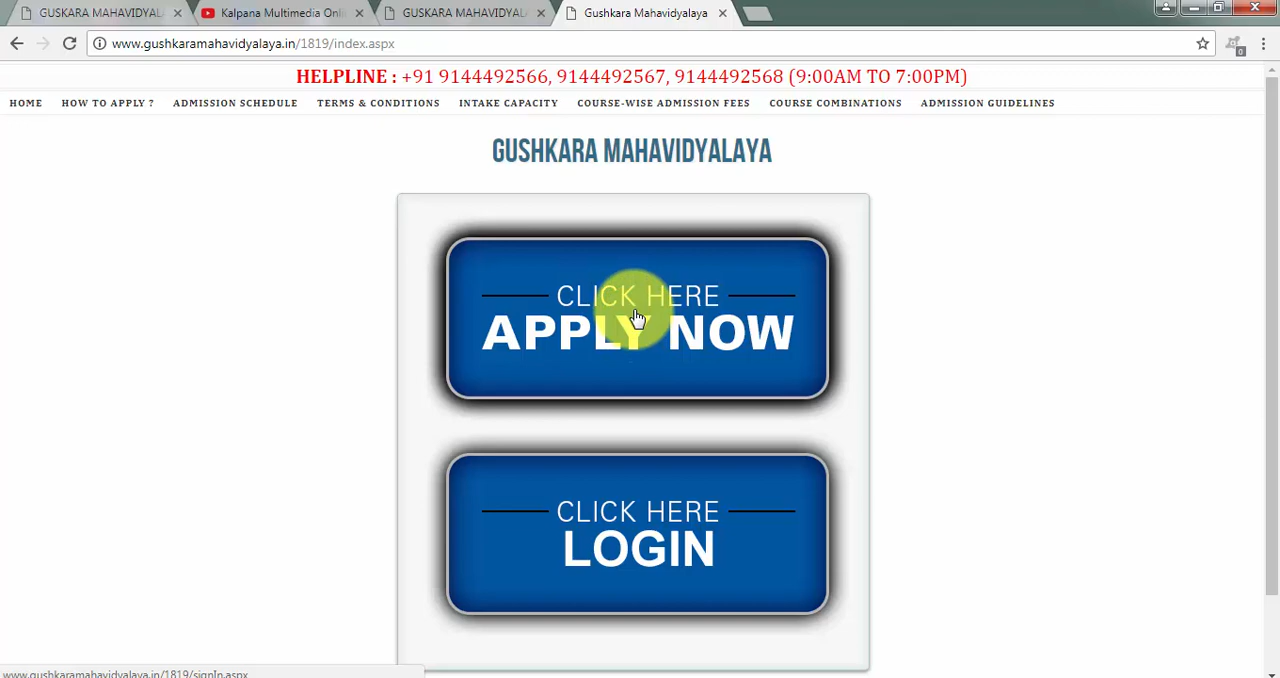 GUSKARA MAHAVIDYALA
Kalpana Multimedia Onli
GUSKARA MAHAVIDYAL
Gushkara Mahavidyalaya
www.gushkaramahavidyalaya.in/1819/index.aspx
HELPLINE : +91 9144492566, 9144492567, 9144492568 (9:00AM TO 7:00PM)
HOME HOW TO APPLY ? ADMISSION SCHEDULE TERMS & CONDITIONS INTAKE CAPACITY COURSE-WISE ADMISSION FEES COURSE COMBINATIONS ADMISSION GUIDELINES
GUSHKARA MAHAVIDYALAYA
CLICK HERE
APPLY NOW
CLICK HERE
LOGIN
www.gushkaramahavidyalaya.in/1819/signIn.aspx